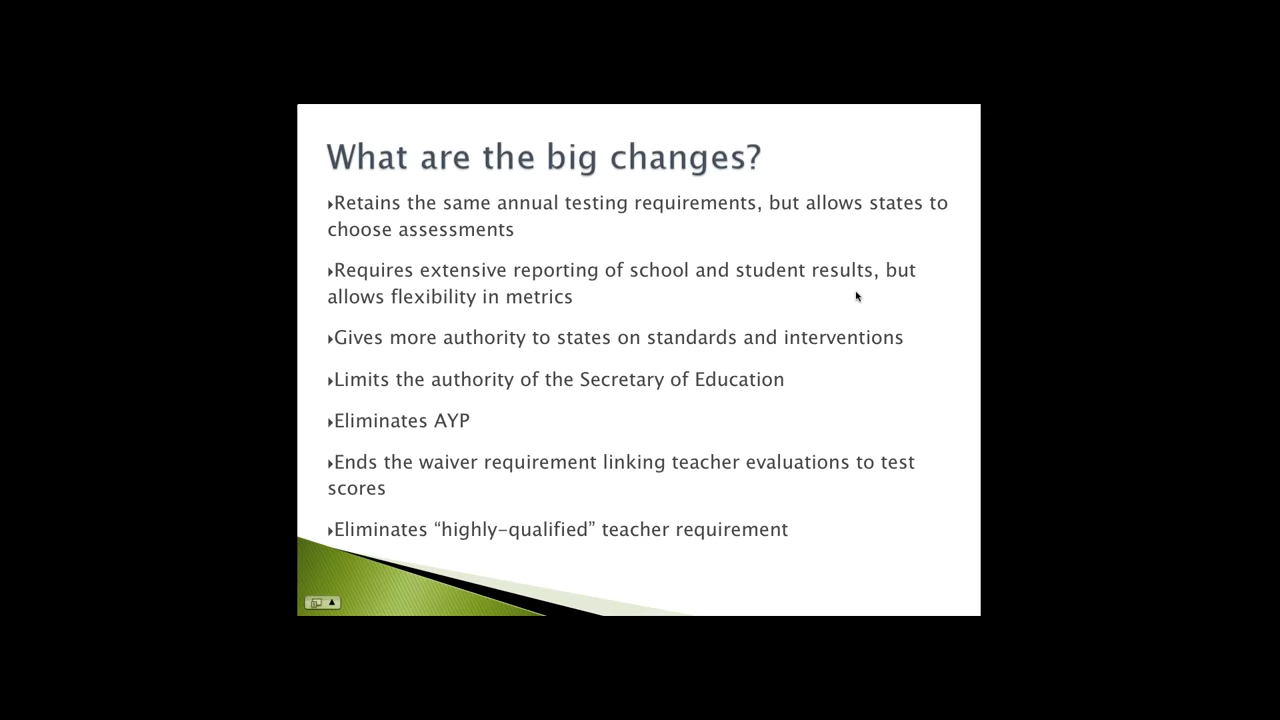 What are the big changes?
▸Retains the same annual testing requirements, but allows states to
choose assessments
▸Requires extensive reporting of school and student results, but
allows flexibility in metrics
▸Gives more authority to states on standards and interventions
▸Limits the authority of the Secretary of Education
▸Eliminates AYP
▸Ends the waiver requirement linking teacher evaluations to test
scores
▸Eliminates “highly-qualified” teacher requirement